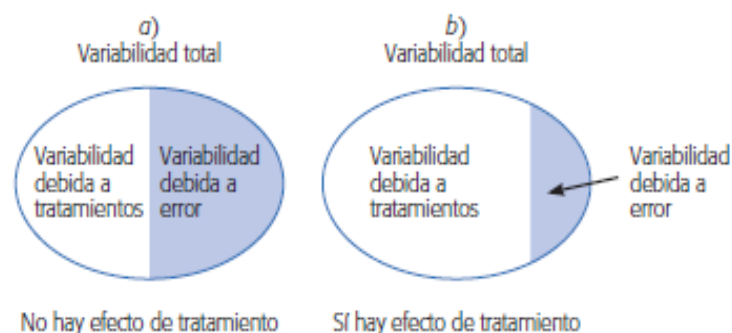 a)
Variabilidad total
Variabilidad
debida a
tratamientos
Variabilidad
debida a
error
No hay efecto de tratamiento
b)
Variabilidad total
Variabilidad
debida a
tratamientos
Variabilidad
debida a
error
Sí hay efecto de tratamiento